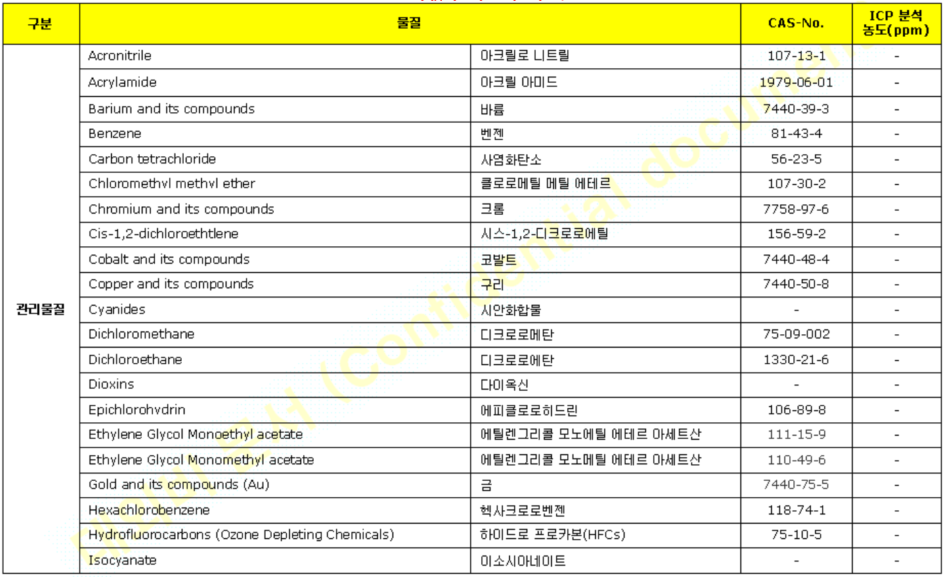 구분 물질 CAS-No. ICP 분석 농도(ppm)
관리물질
Acronitrile 아크릴로 니트릴 107-13-1 -
Acrylamide 아크릴 아미드 1979-06-01 -
Barium and its compounds 바륨 7440-39-3 -
Benzene 벤젠 81-43-4 -
Carbon tetrachloride 사염화탄소 56-23-5 -
Chloromethvl methvl ether 클로로메틸 메틸 에테르 107-30-2 -
Chromium and its compounds 크롬 7758-97-6 -
Cis-1,2-dichloroethtlene 시스-1,2-디크로로에틸 156-59-2 -
Cobalt and its compounds 코발트 7440-48-4 -
Copper and its compounds 구리 7440-50-8 -
Cyanides 시안화합물 - -
Dichloromethane 디크로로메탄 75-09-002 -
Dichloroethane 디크로로에탄 1330-21-6 -
Dioxins 다이옥신 - -
Epichlorohvdrin 에피클로로히드린 106-89-8 -
Ethylene Glycol Monoethyl acetate 에틸렌그리콜 모노에틸 에테르 아세트산 111-15-9 -
Ethylene Glycol Monomethyl acetate 에틸렌그리콜 모노메틸 에테르 아세트산 110-49-6 -
Gold and its compounds (Au) 금 7440-75-5 -
Hexachlorobenzene 헥사크로로벤젠 118-74-1 -
Hydrofluorocarbons (Ozone Depleting Chemicals) 하이드로 프로카본(HFCs) 75-10-5 -
Isocyanate 이소시아네이트 - -
대외비 문서 (Confidential document